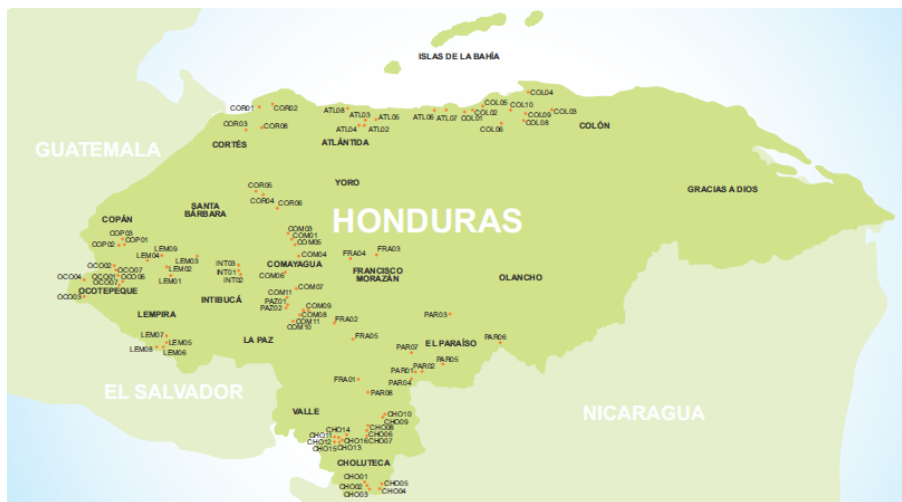 ISLAS DE LA BAHÍA
COL04
COR01
COR02
COL05
COL10
COL03
ATL08
ATL06
ATL07
COL02
COL01
COL09
COL08
COL06
ATL03
ATL05
ATL04
ATL02
COLÓN
COR03
COR08
CORTÉS
ATLÁNTIDA
GUATEMALA
YORO
GRACIAS A DIOS
COR05
COR04
COR06
SANTA
BÁRBARA
COPÁN
HONDURAS
COP03
COP01
COP02
COM03
COM01
COM05
COM04
LEM09
LEM04
LEM03
FRA03
FRA04
OCO02
OCO07
LEM02
LEM01
INT03
INT01
INT02
COMAYAGUA
COM06
FRANCISCO
MORAZÁN
OLANCHO
OCO04
OCO01
OCO06
OCO07
OCOTEPEQUE
OCO03
COM07
INTIBUCÁ
COM11
PAZ01
PAZ02
COM09
COM08
COM11
COM10
LEMPIRA
FRA02
PAR03
LEM07
LEM05
LEM08
LEM06
LA PAZ
FRA05
EL PARAÍSO
PAR06
PAR07
PAR05
PAR02
PAR01
PAR04
EL SALVADOR
FRA01
PAR08
NICARAGUA
VALLE
CHO10
CHO09
CHO08
CHO14
CHO11
CHO06
CHO12
CHO16
CHO07
CHO15
CHO13
CHOLUTECA
CHO01
CHO02
CHO03
CHO05
CHO04